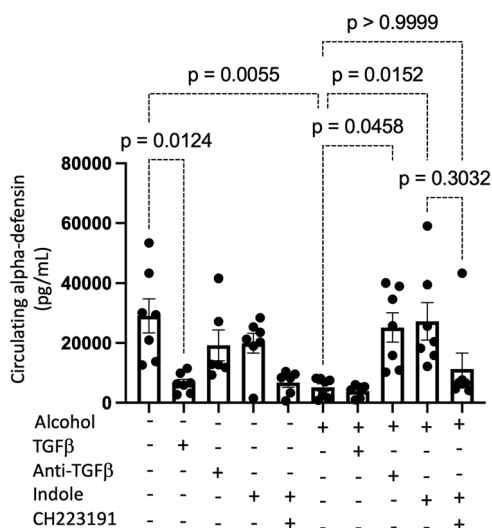 p > 0.9999
p = 0.0055 p = 0.0152
p = 0.0124 p = 0.0458
p = 0.3032
Circulating alpha-defensin
(pg/mL)
80000
60000
40000
20000
0
Alcohol - - - - - + + + + +
TGFβ - + - - - - + - - -
Anti-TGFβ - - + - - - - + - -
Indole - - - + + - - - + +
CH223191 - - - - + - - - - +